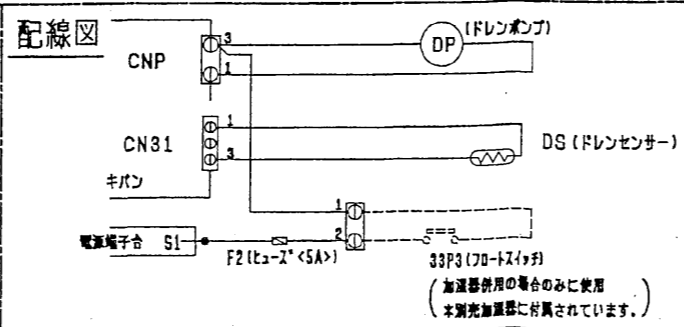 配線図
(ドレンポンプ)
CNP
3
DP
1
CN31
1
3
DS(ドレンセンサー)
キバン
電源端子台 S1
1
2
F2(ヒューズ<5A>)
33P3(フロートスイッチ)
(加湿器併用の場合のみに使用
本別売加湿器に付属されています。)